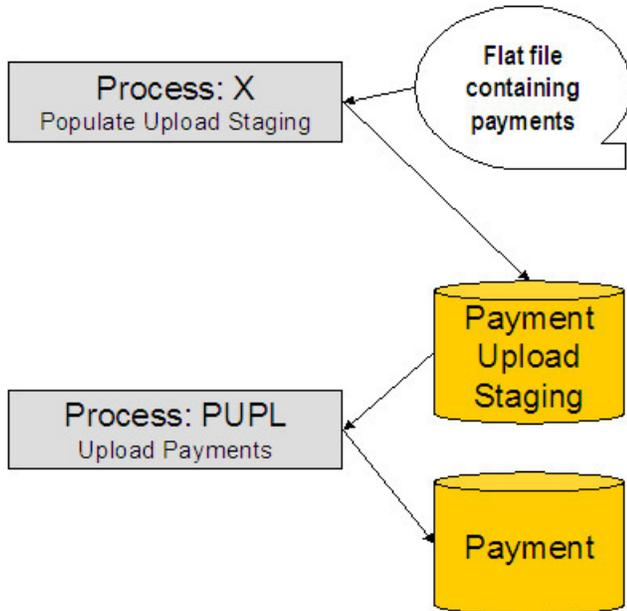 Process: X
Populate Upload Staging
Flat file
containing
payments
Payment
Upload
Staging
Process: PUPL
Upload Payments
Payment